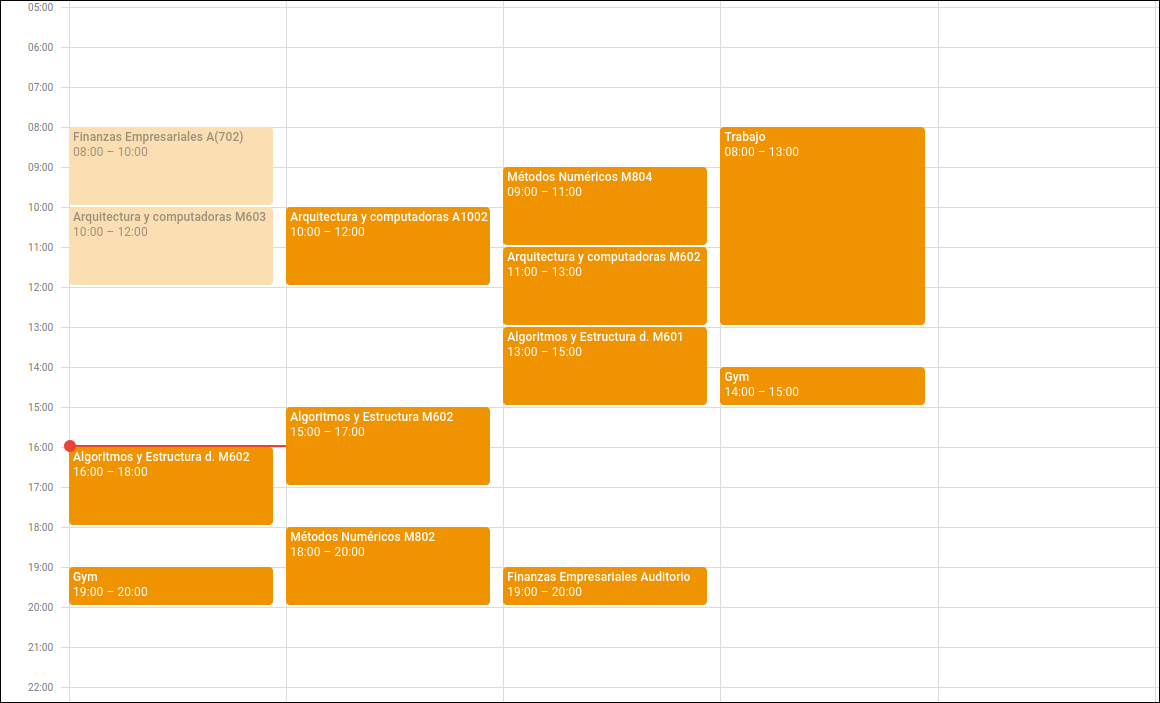 05:00
06:00
07:00
08:00
09:00
10:00
11:00
12:00
13:00
14:00
15:00
16:00
17:00
18:00
19:00
20:00
21:00
22:00
Finanzas Empresariales A(702)
08:00 – 10:00
Arquitectura y computadoras M603
10:00 – 12:00
Algoritmos y Estructura d. M602
16:00 – 18:00
Gym
19:00 – 20:00
Arquitectura y computadoras A1002
10:00 – 12:00
Algoritmos y Estructura M602
15:00 – 17:00
Métodos Numéricos M802
18:00 – 20:00
Métodos Numéricos M804
09:00 – 11:00
Arquitectura y computadoras M602
11:00 – 13:00
Algoritmos y Estructura d. M601
13:00 – 15:00
Finanzas Empresariales Auditorio
19:00 – 20:00
Trabajo
08:00 – 13:00
Gym
14:00 – 15:00